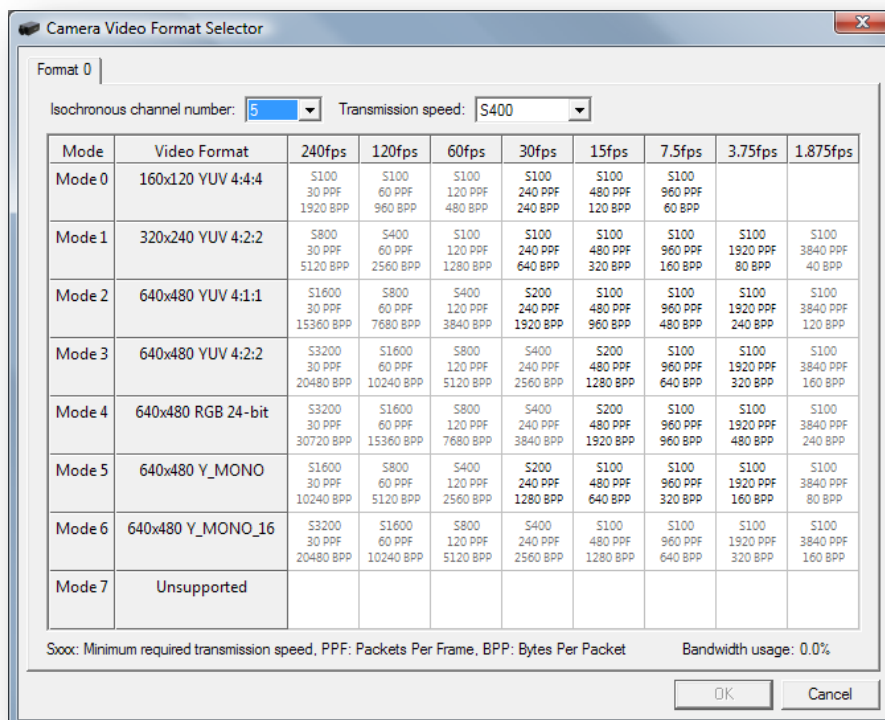 Camera Video Format Selector
Format 0
Isochronous channel number: 5 Transmission speed: S400
Mode Video Format 240fps 120fps 60fps 30fps 15fps 7.5fps 3.75fps 1.875fps
Mode 0 160x120 YUV 4:4:4 S100 S100 S100 S100 S100 S100
30 PPF 60 PPF 120 PPF 240 PPF 480 PPF 960 PPF
1920 BPP 960 BPP 480 BPP 240 BPP 120 BPP 60 BPP
Mode 1 320x240 YUV 4:2:2 S800 S400 S100 S100 S100 S100 S100 S100
30 PPF 60 PPF 120 PPF 240 PPF 480 PPF 960 PPF 1920 PPF 3840 PPF
5120 BPP 2560 BPP 1280 BPP 640 BPP 320 BPP 160 BPP 80 BPP 40 BPP
Mode 2 640x480 YUV 4:1:1 S1600 S800 S400 S200 S100 S100 S100 S100
30 PPF 60 PPF 120 PPF 240 PPF 480 PPF 960 PPF 1920 PPF 3840 PPF
15360 BPP 7680 BPP 3840 BPP 1920 BPP 960 BPP 480 BPP 240 BPP 120 BPP
Mode 3 640x480 YUV 4:2:2 S3200 S1600 S800 S400 S200 S100 S100 S100
30 PPF 60 PPF 120 PPF 240 PPF 480 PPF 960 PPF 1920 PPF 3840 PPF
20480 BPP 10240 BPP 5120 BPP 2560 BPP 1280 BPP 640 BPP 320 BPP 160 BPP
Mode 4 640x480 RGB 24-bit S3200 S1600 S800 S400 S200 S100 S100 S100
30 PPF 60 PPF 120 PPF 240 PPF 480 PPF 960 PPF 1920 PPF 3840 PPF
30720 BPP 15360 BPP 7680 BPP 3840 BPP 1920 BPP 960 BPP 480 BPP 240 BPP
Mode 5 640x480 Y_MONO S1600 S800 S400 S200 S100 S100 S100 S100
30 PPF 60 PPF 120 PPF 240 PPF 480 PPF 960 PPF 1920 PPF 3840 PPF
10240 BPP 5120 BPP 2560 BPP 1280 BPP 640 BPP 320 BPP 160 BPP 80 BPP
Mode 6 640x480 Y_MONO_16 S3200 S1600 S800 S400 S100 S100 S100 S100
30 PPF 60 PPF 120 PPF 240 PPF 480 PPF 960 PPF 1920 PPF 3840 PPF
20480 BPP 10240 BPP 5120 BPP 2560 BPP 1280 BPP 640 BPP 320 BPP 160 BPP
Mode 7 Unsupported
Sxxx: Minimum required transmission speed, PPF: Packets Per Frame, BPP: Bytes Per Packet Bandwidth usage: 0.0%
OK Cancel